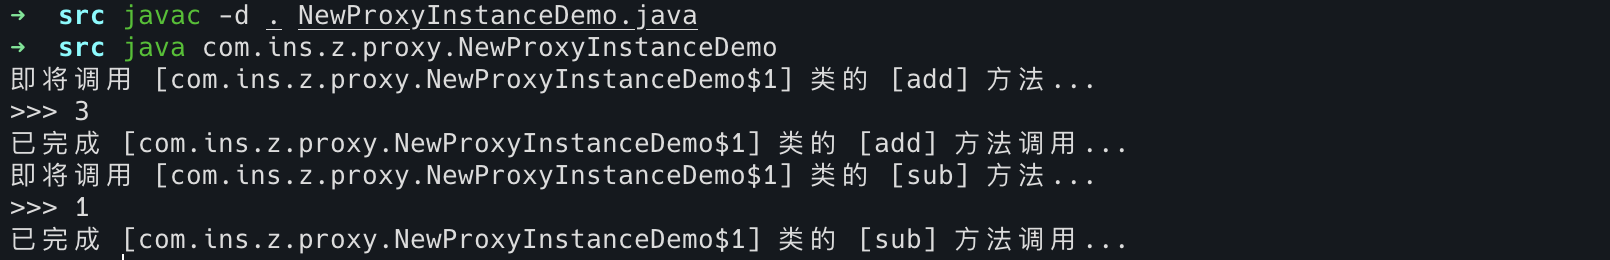 → src javac -d . NewProxyInstanceDemo.java
→ src java com.ins.z.proxy.NewProxyInstanceDemo
即将调用 [com.ins.z.proxy.NewProxyInstanceDemo$1] 类的 [add] 方法...
>>> 3
已完成 [com.ins.z.proxy.NewProxyInstanceDemo$1] 类的 [add] 方法调用...
即将调用 [com.ins.z.proxy.NewProxyInstanceDemo$1] 类的 [sub] 方法...
>>> 1
已完成 [com.ins.z.proxy.NewProxyInstanceDemo$1] 类的 [sub] 方法调用...